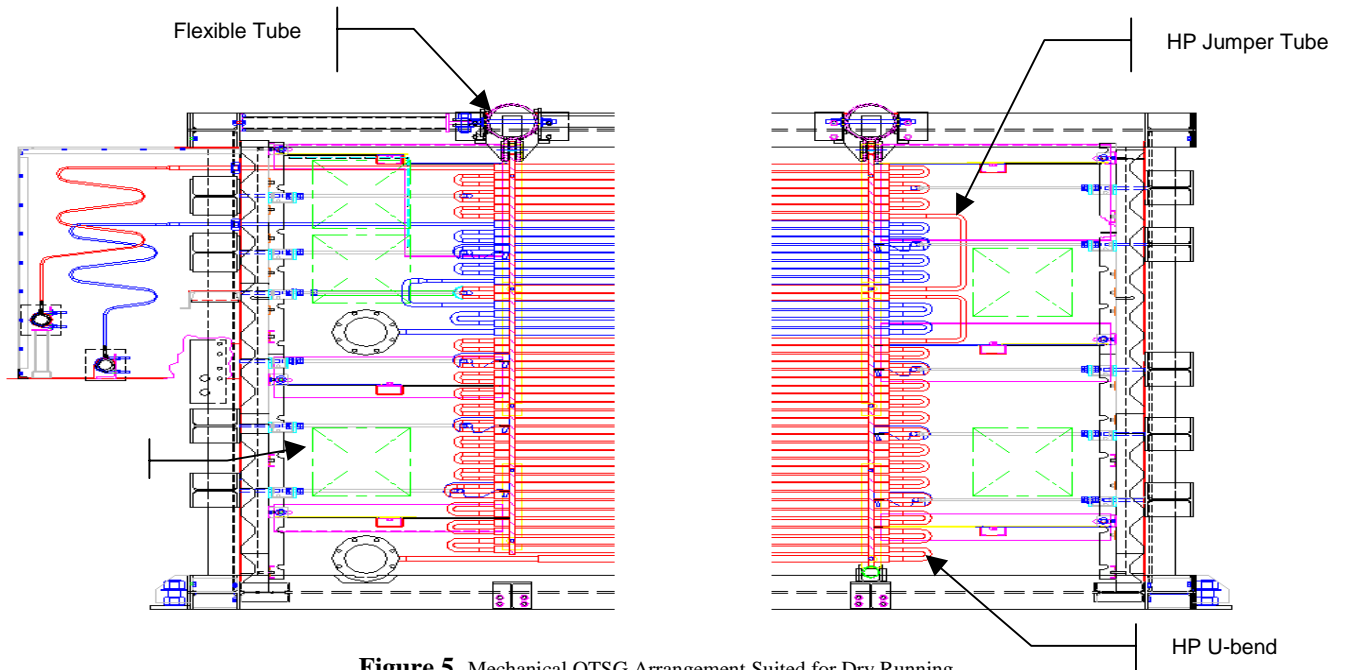 Flexible Tube
HP Jumper Tube
HP U-bend
Figure 5. Mechanical OTSG Arrangement Suited for Dry Running